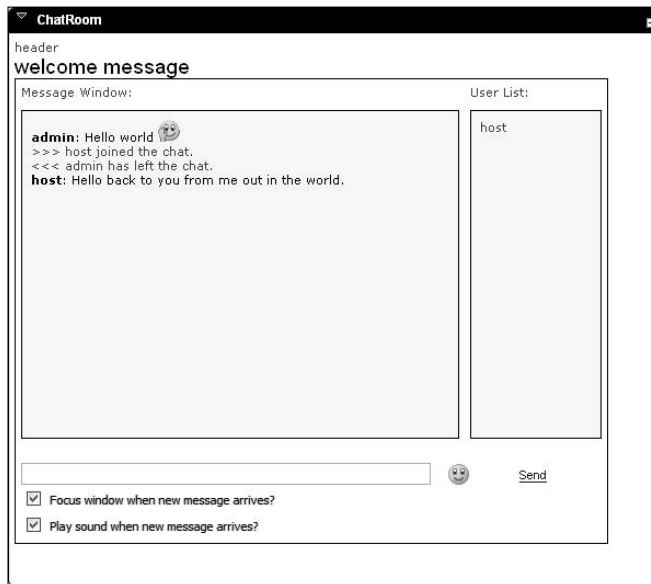 ChatRoom
header
welcome message
Message Window:
User List:
admin: Hello world
>>> host joined the chat.
<<< admin has left the chat.
host: Hello back to you from me out in the world.
host
Send
Focus window when new message arrives?
Play sound when new message arrives?